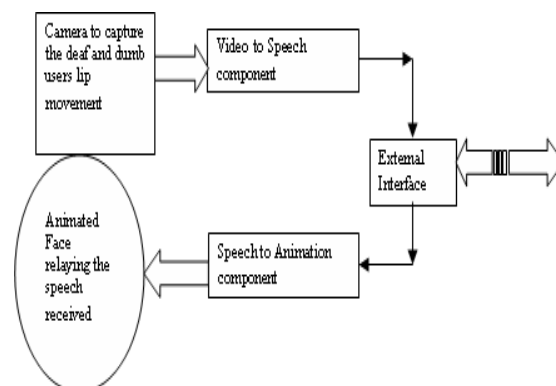 Camera to capture
the deaf and dumb
users lip
movement
Video to Speech
component
External
Interface
Speech to Animation
component
Animated
Face
relaying the
speech
received